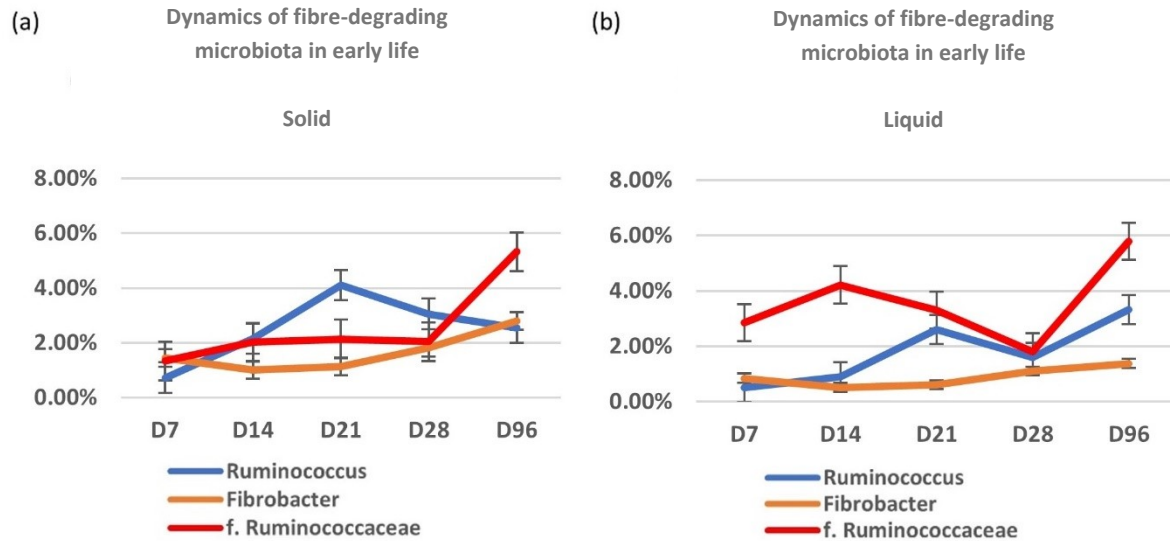 (a)
Dynamics of fibre-degrading
microbiota in early life
Solid
8.00%
6.00%
4.00%
2.00%
0.00%
D7 D14 D21 D28 D96
Ruminococcus
Fibrobacter
f. Ruminococcaceae
(b)
Dynamics of fibre-degrading
microbiota in early life
Liquid
8.00%
6.00%
4.00%
2.00%
0.00%
D7 D14 D21 D28 D96
Ruminococcus
Fibrobacter
f. Ruminococcaceae